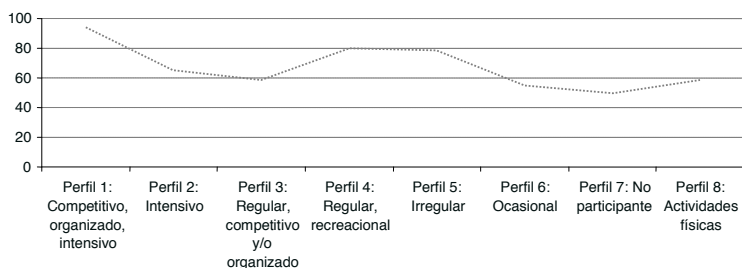 100
80
60
40
20
0
Perfil 1:
Competitivo,
organizado,
intensivo
Perfil 2:
Intensivo
Perfil 3:
Regular,
competitivo
y/o
organizado
Perfil 4:
Regular,
recreacional
Perfil 5:
Irregular
Perfil 6:
Ocasional
Perfil 7: No
participante
Perfil 8:
Actividades
físicas